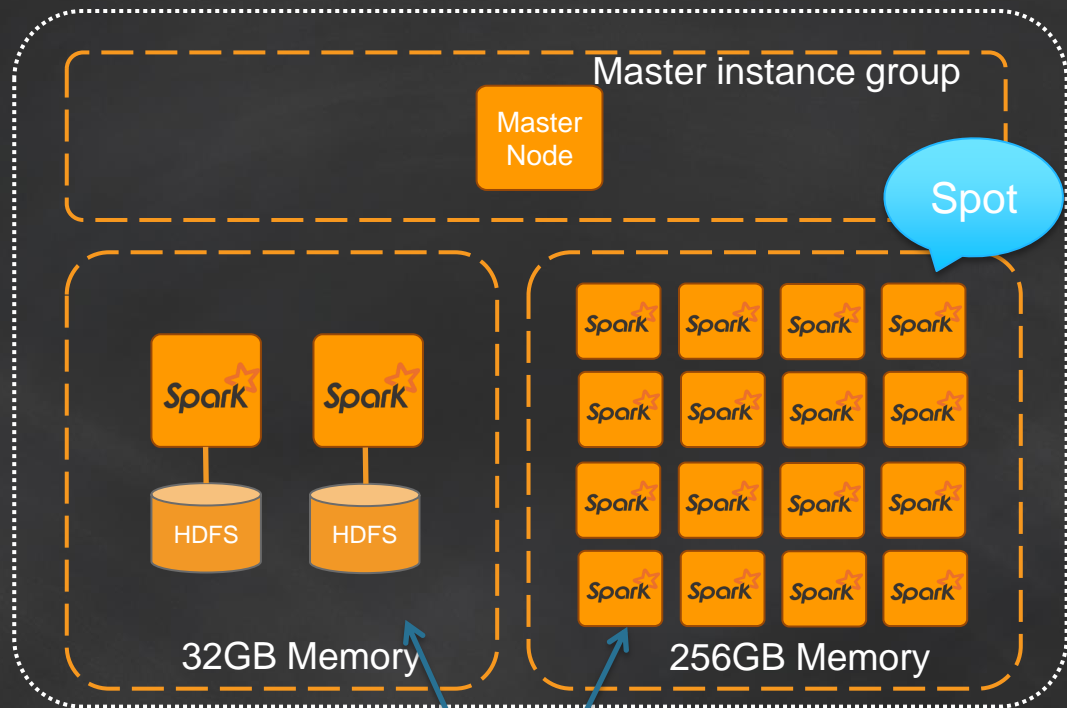 Master instance group
Master
Node
Spot
Spark Spark
HDFS HDFS
32GB Memory
Spark Spark Spark Spark
Spark Spark Spark Spark
Spark Spark Spark Spark
Spark Spark Spark Spark
256GB Memory